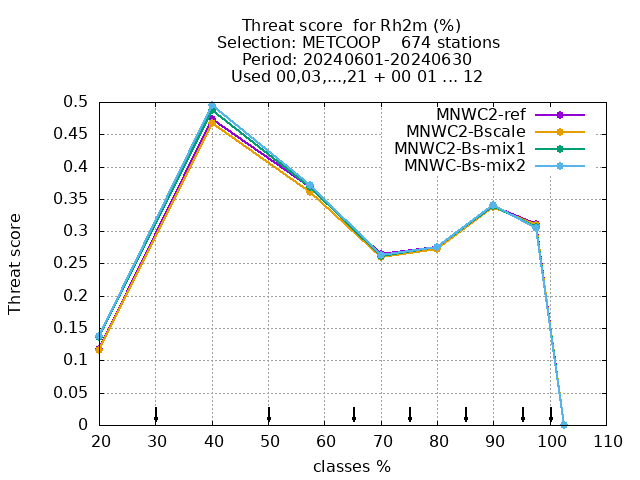 Threat score  for Rh2m (%)
Selection: METCOOP    674 stations
Period: 20240601-20240630
Used 00,03,...,21 + 00 01 ... 12
MNWC2-ref
MNWC2-Bscale
MNWC2-Bs-mix1
MNWC-Bs-mix2
Threat score
0.5
0.45
0.4
0.35
0.3
0.25
0.2
0.15
0.1
0.05
0
20 30 40 50 60 70 80 90 100 110
classes %